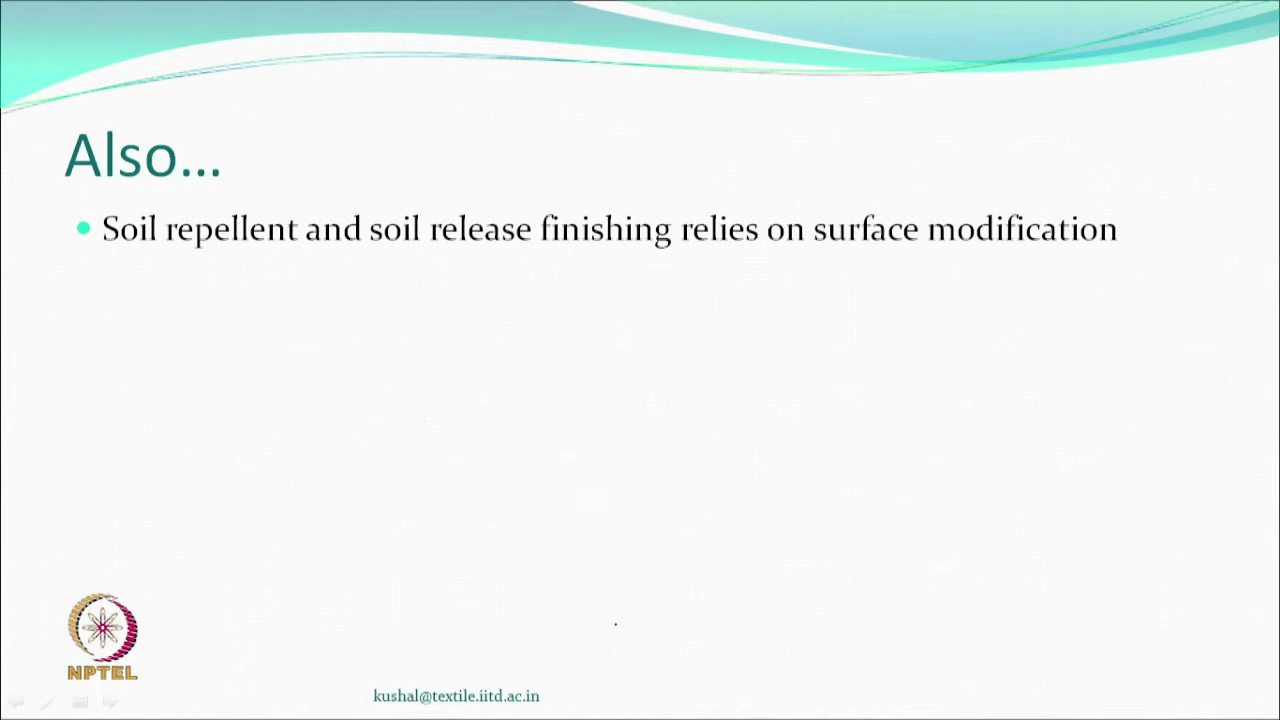 Also...
Soil repellent and soil release finishing relies on surface modification
NPTEL
kushal@textile.iitd.ac.in